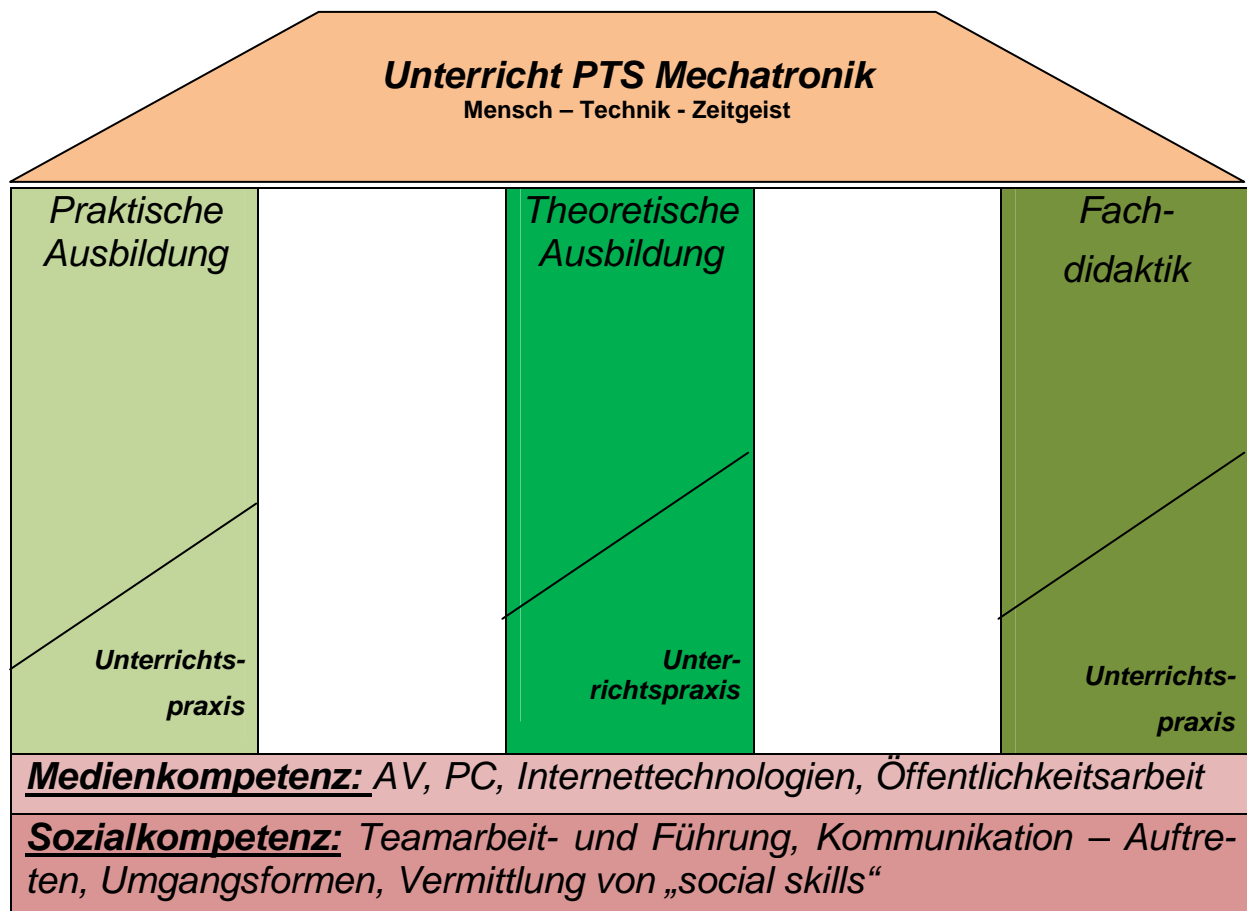 Unterricht PTS Mechatronik
Mensch – Technik - Zeitgeist
Praktische
Ausbildung
Unterrichts-
praxis
Theoretische
Ausbildung
Unter-
richtspraxis
Fach-
didaktik
Unterrichts-
praxis
Medienkompetenz: AV, PC, Internettechnologien, Öffentlichkeitsarbeit
Sozialkompetenz: Teamarbeit- und Führung, Kommunikation – Auftre-
ten, Umgangsformen, Vermittlung von „social skills“